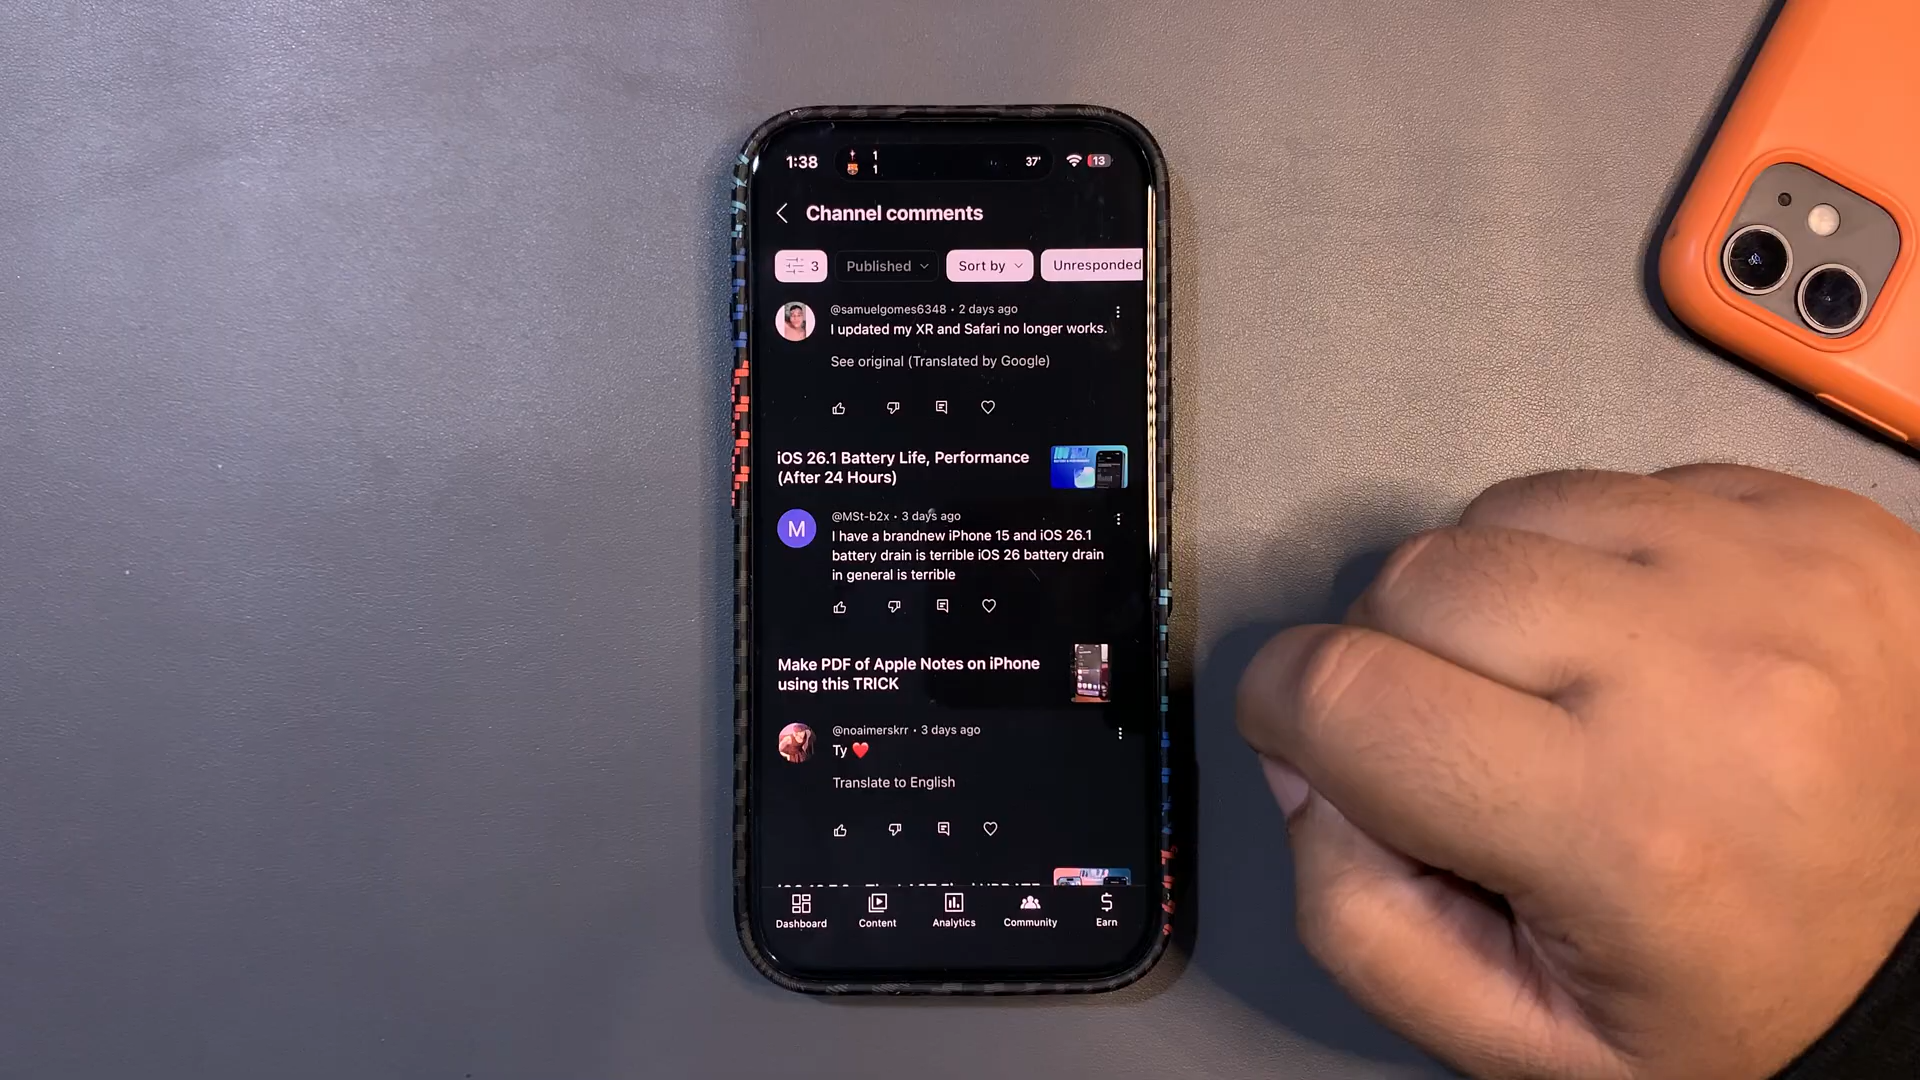 1:38
1
1
37'
13
Channel comments
3
Published
Sort by
Unresponded
@samuelgomes6348 • 2 days ago
I updated my XR and Safari no longer works.
See original (Translated by Google)
iOS 26.1 Battery Life, Performance
(After 24 Hours)
@MSt-b2x • 3 days ago
M
I have a brandnew iPhone 15 and iOS 26.1
battery drain is terrible iOS 26 battery drain
in general is terrible
Make PDF of Apple Notes on iPhone
using this TRICK
@noaimerskrr • 3 days ago
Ty ❤️
Translate to English
Dashboard
Content
Analytics
Community
Earn